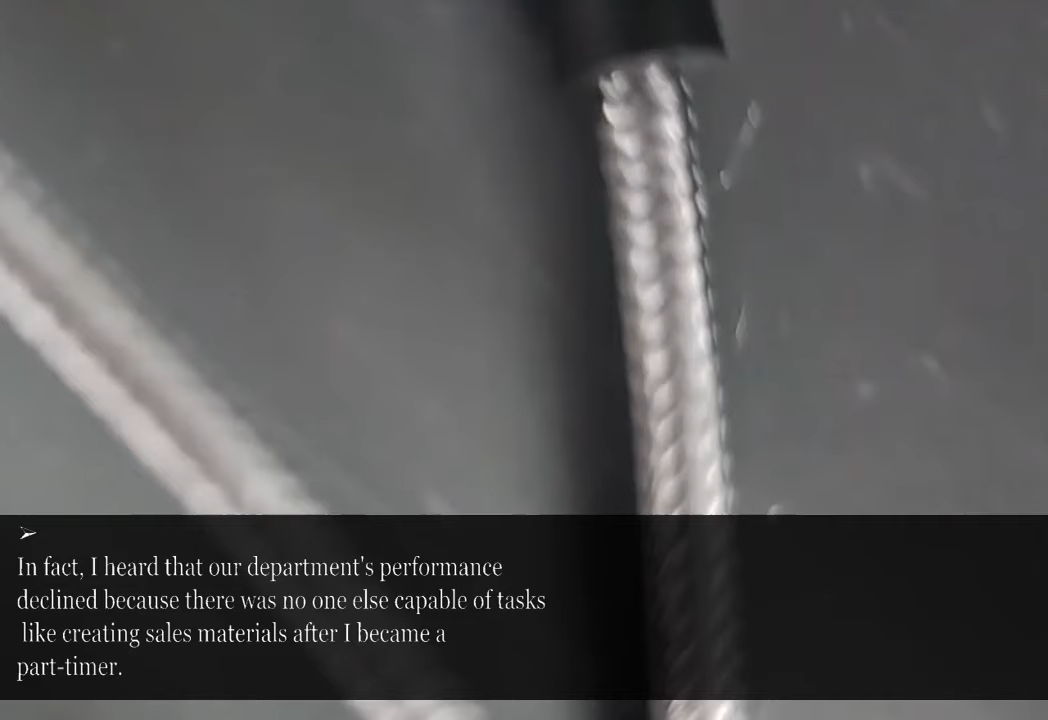 ➢
In fact, I heard that our department's performance
declined because there was no one else capable of tasks
like creating sales materials after I became a
part-timer.